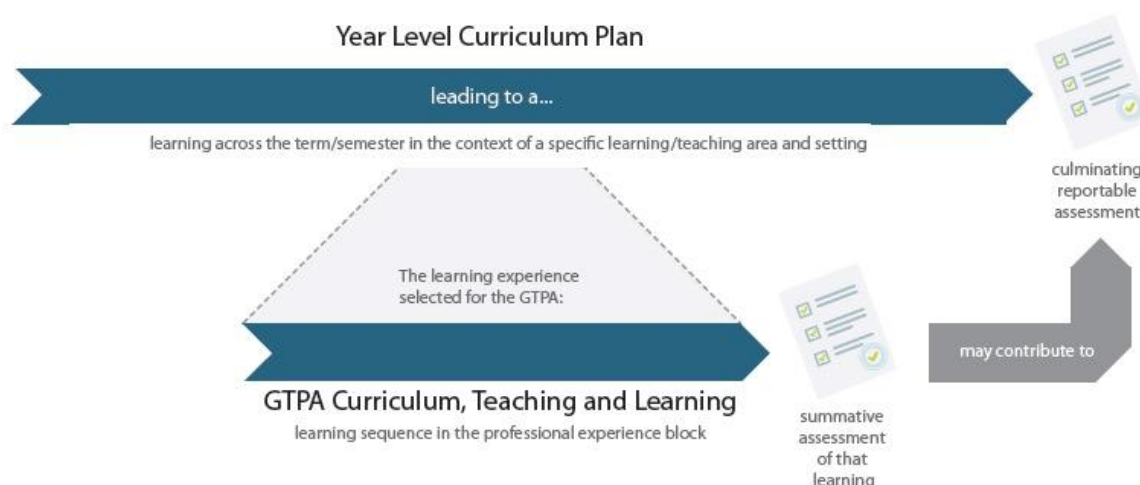 Year Level Curriculum Plan
leading to a...
learning across the term/semester in the context of a specific learning/teaching area and setting
culminating
reportable
assessment
The learning experience
selected for the GTPA:
may contribute to
GTPA Curriculum, Teaching and Learning
learning sequence in the professional experience block
summative
assessment
of that
learning